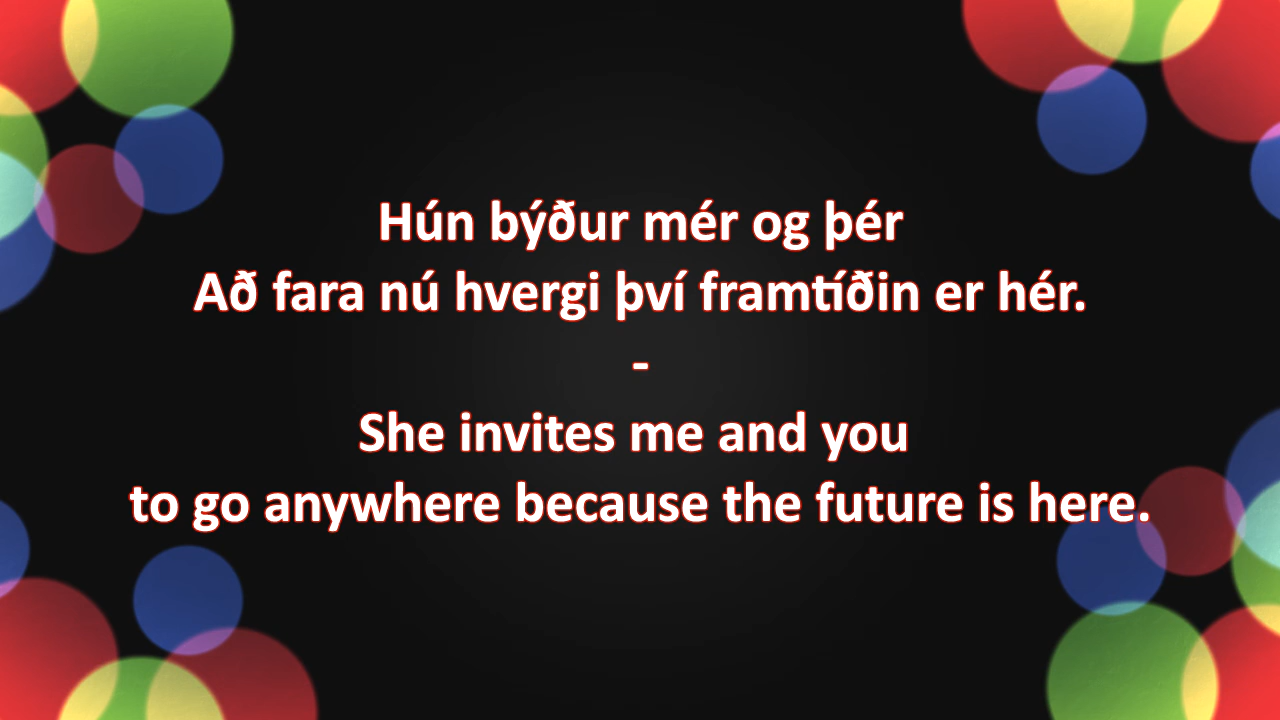 Hún býður mér og þér
Að fara nú hvergi því framtíðin er hér.
-
She invites me and you
to go anywhere because the future is here.